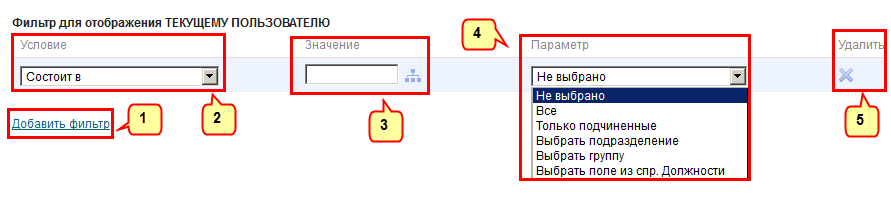 Фильтр для отображения ТЕКУЩЕМУ ПОЛЬЗОВАТЕЛЮ
Условие Значение 4 Параметр Удалить
Состоит в Не выбрано
Не выбрано
Все
Только подчиненные
Выбрать подразделение
Выбрать группу
Выбрать поле из спр. Должности
Добавить фильтр 1 2 3 5